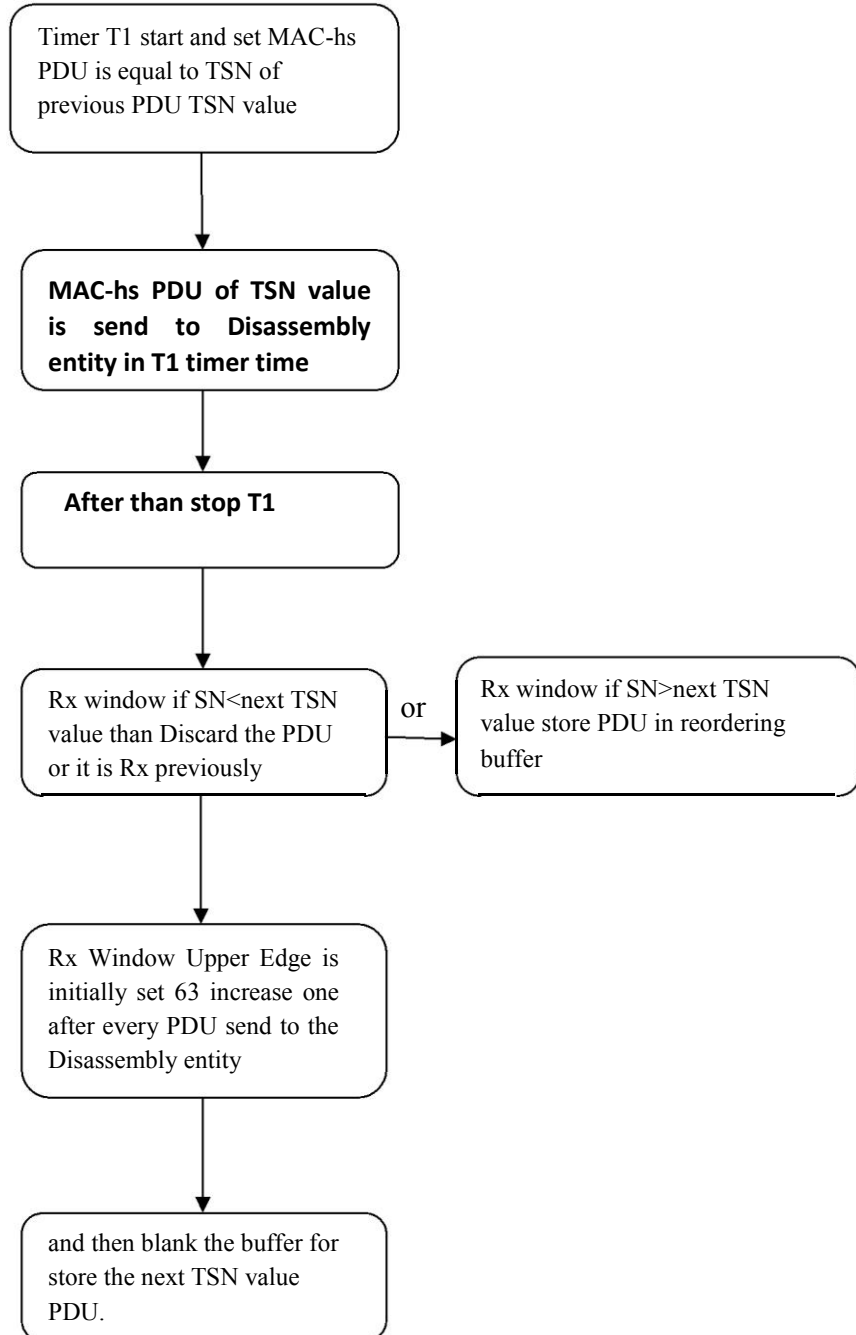 Timer T1 start and set MAC-hs
PDU is equal to TSN of
previous PDU TSN value
MAC-hs PDU of TSN value
is send to Disassembly
entity in T1 timer time
After than stop T1
Rx window if SN<next TSN
value than Discard the PDU
or it is Rx previously
or
Rx window if SN>next TSN
value store PDU in reordering
buffer
Rx Window Upper Edge is
initially set 63 increase one
after every PDU send to the
Disassembly entity
and then blank the buffer for
store the next TSN value
PDU.